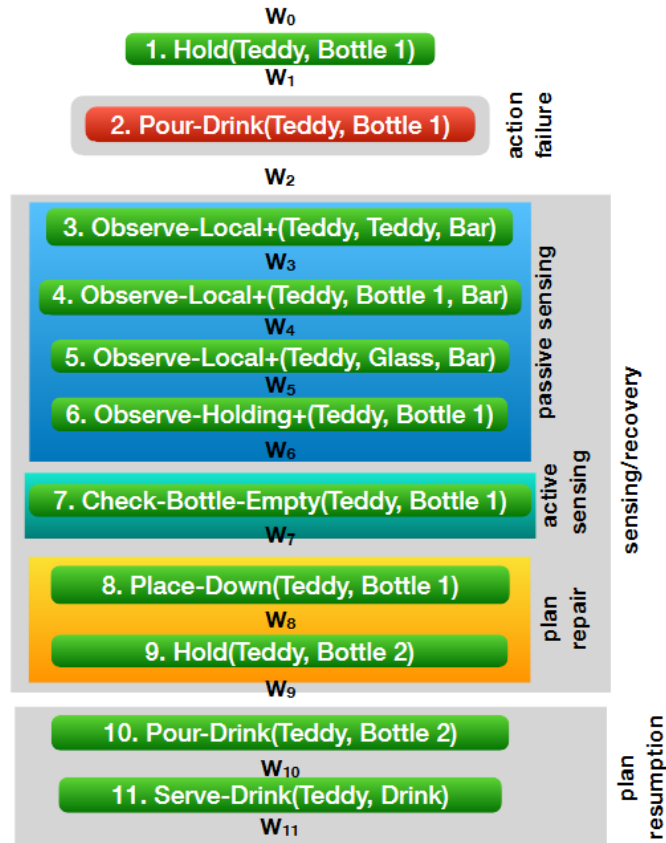 W₀
1. Hold(Teddy, Bottle 1)
W₁
2. Pour-Drink(Teddy, Bottle 1)
action
failure
W₂
3. Observe-Local+(Teddy, Teddy, Bar)
W₃
4. Observe-Local+(Teddy, Bottle 1, Bar)
W₄
5. Observe-Local+(Teddy, Glass, Bar)
W₅
6. Observe-Holding+(Teddy, Bottle 1)
W₆
passive sensing
7. Check-Bottle-Empty(Teddy, Bottle 1)
W₇
active
sensing
8. Place-Down(Teddy, Bottle 1)
W₈
9. Hold(Teddy, Bottle 2)
W₉
plan
repair
sensing/recovery
10. Pour-Drink(Teddy, Bottle 2)
W₁₀
11. Serve-Drink(Teddy, Drink)
W₁₁
plan
resumption